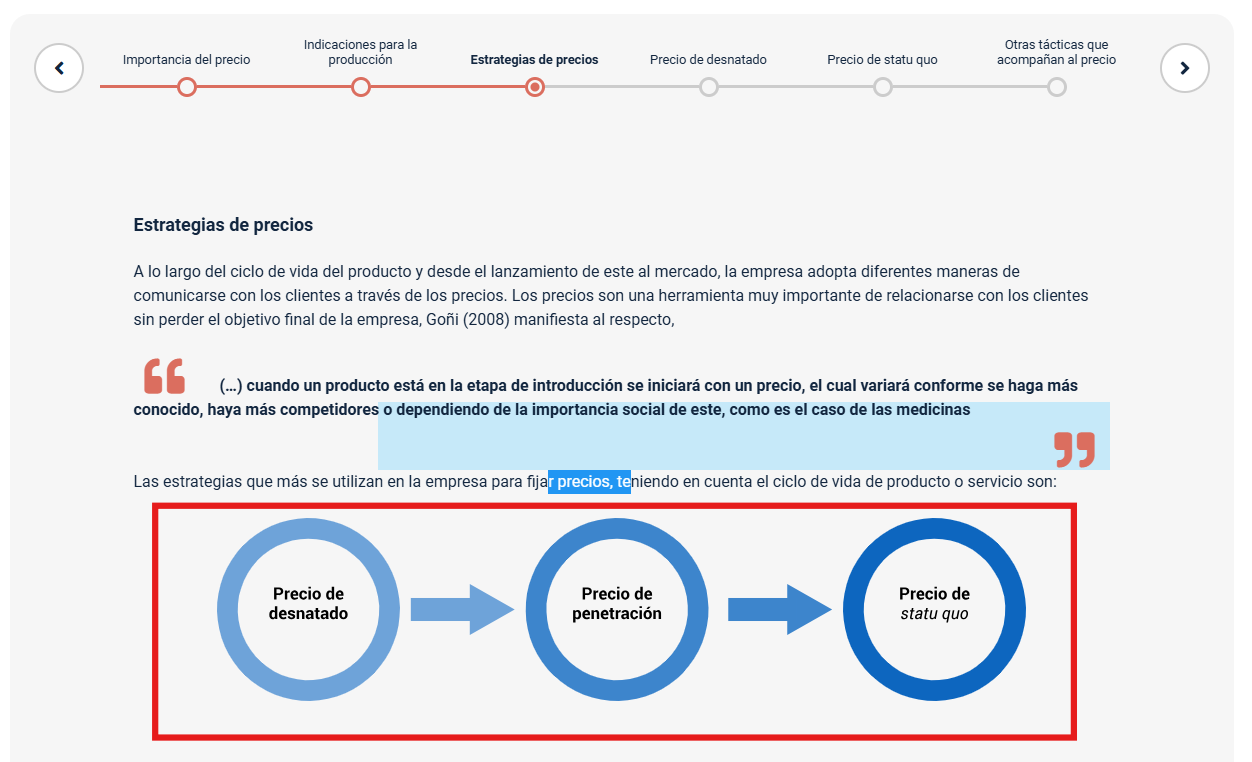 Importancia del precio
Indicaciones para la
producción
Estrategias de precios
Precio de desnatado
Precio de statu quo
Otras tácticas que
acompañan al precio
Estrategias de precios
A lo largo del ciclo de vida del producto y desde el lanzamiento de este al mercado, la empresa adopta diferentes maneras de
comunicarse con los clientes a través de los precios. Los precios son una herramienta muy importante de relacionarse con los clientes
sin perder el objetivo final de la empresa, Goñi (2008) manifiesta al respecto,
“ (...) cuando un producto está en la etapa de introducción se iniciará con un precio, el cual variará conforme se haga más
conocido, haya más competidores o dependiendo de la importancia social de este, como es el caso de las medicinas
”
Las estrategias que más se utilizan en la empresa para fijar precios, teniendo en cuenta el ciclo de vida de producto o servicio son:
Precio de
desnatado
Precio de
penetración
Precio de
statu quo